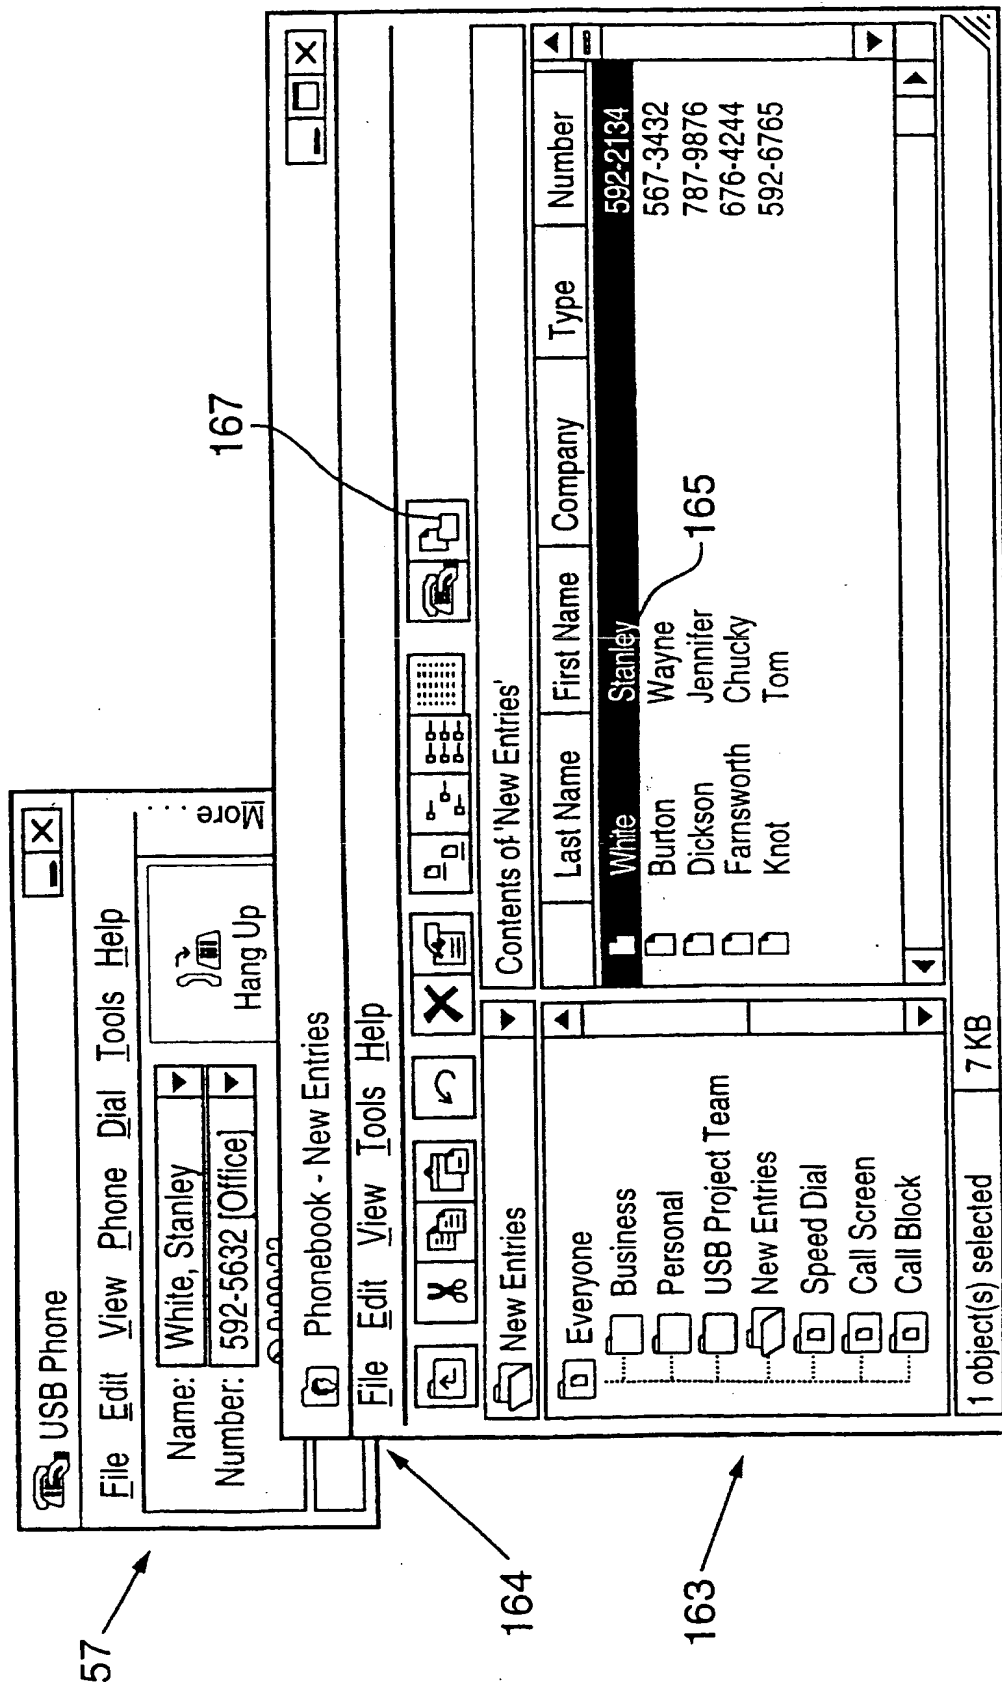 57
USB Phone
File Edit View Phone Dial Tools Help
Name: White, Stanley
Number: 592-5632 [Office]
Hang Up
More . . .
164
Phonebook - New Entries
File Edit View Tools Help
167
163
New Entries
Contents of 'New Entries'
Everyone
Business
Personal
USB Project Team
New Entries
Speed Dial
Call Screen
Call Block
Last Name First Name Company Type Number
White Stanley 592-2134
Burton Wayne 567-3432
Dickson Jennifer 787-9876
Farnsworth Chucky 676-4244
Knot Tom 592-6765
165
1 object(s) selected 7 KB